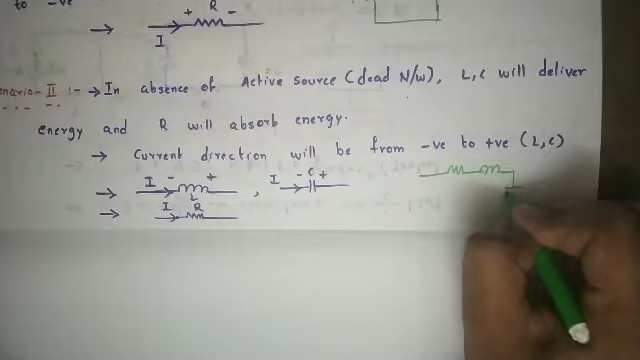 to -ve
→ + R -
I
Scenario-II :- → In absence of Active source (dead N/w), L,C will deliver
energy and R will absorb energy.
→ Current direction will be from -ve to +ve (L,C)
→ I - + L , I - C +
→ I R